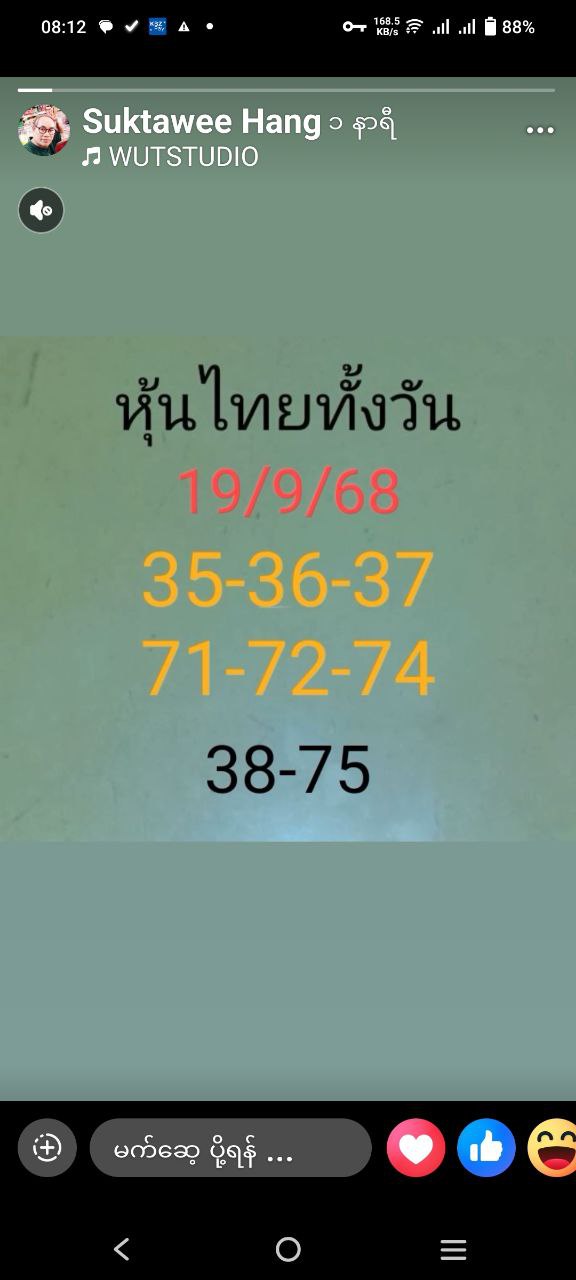 08:12
168.5 KB/s
88%
Suktawee Hang ၁ နာရီ
WUTSTUDIO
หุ้นไทยทั้งวัน
19/9/68
35-36-37
71-72-74
38-75
မက်ဆေ့ ပို့ရန် ...